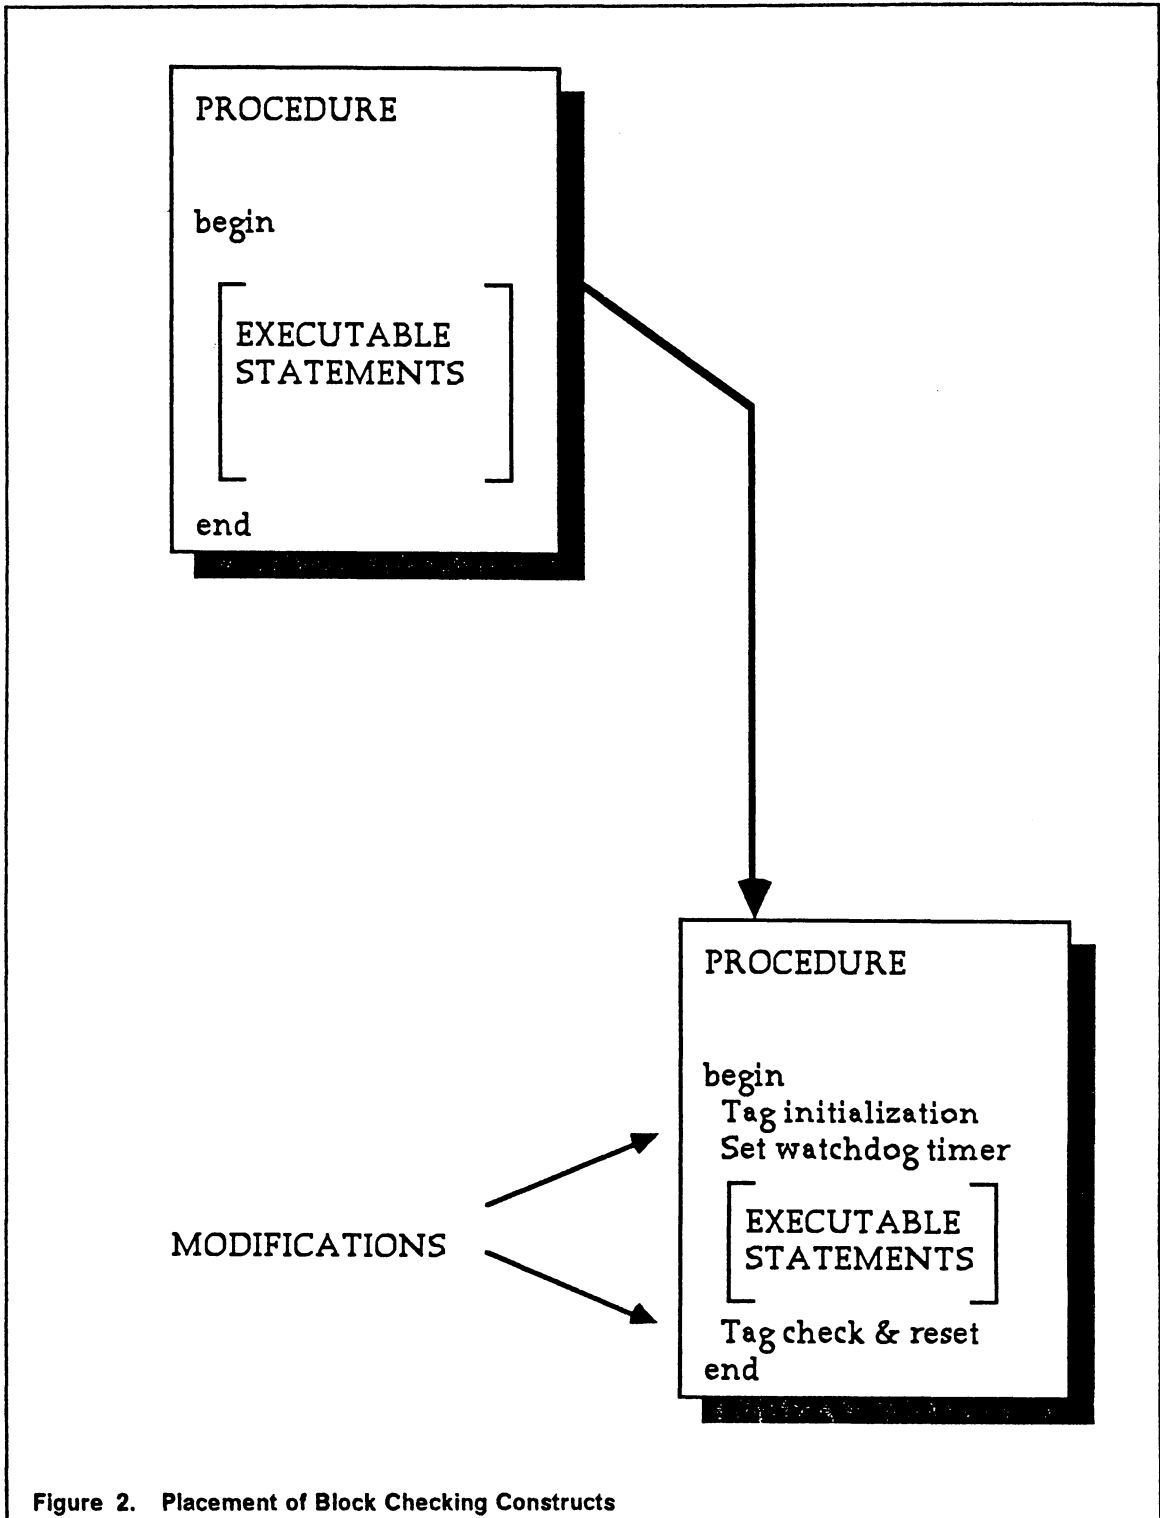 PROCEDURE
begin
EXECUTABLE
STATEMENTS
end
PROCEDURE
begin
Tag initialization
Set watchdog timer
EXECUTABLE
STATEMENTS
Tag check & reset
end
MODIFICATIONS
Figure 2. Placement of Block Checking Constructs